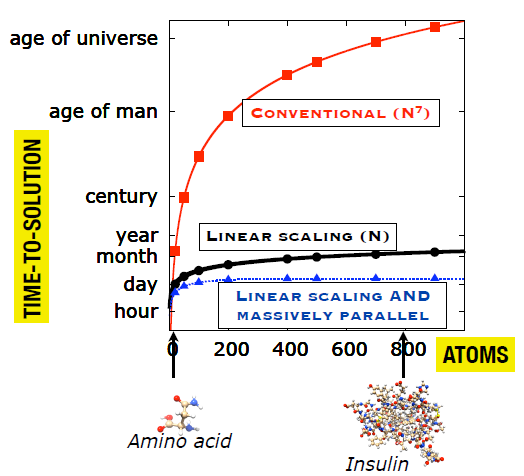 age of universe
age of man
century
year
month
day
hour
TIME-TO-SOLUTION
CONVENTIONAL (N⁷)
LINEAR SCALING (N)
LINEAR SCALING AND
MASSIVELY PARALLEL
0 200 400 600 800
ATOMS
Amino acid
Insulin